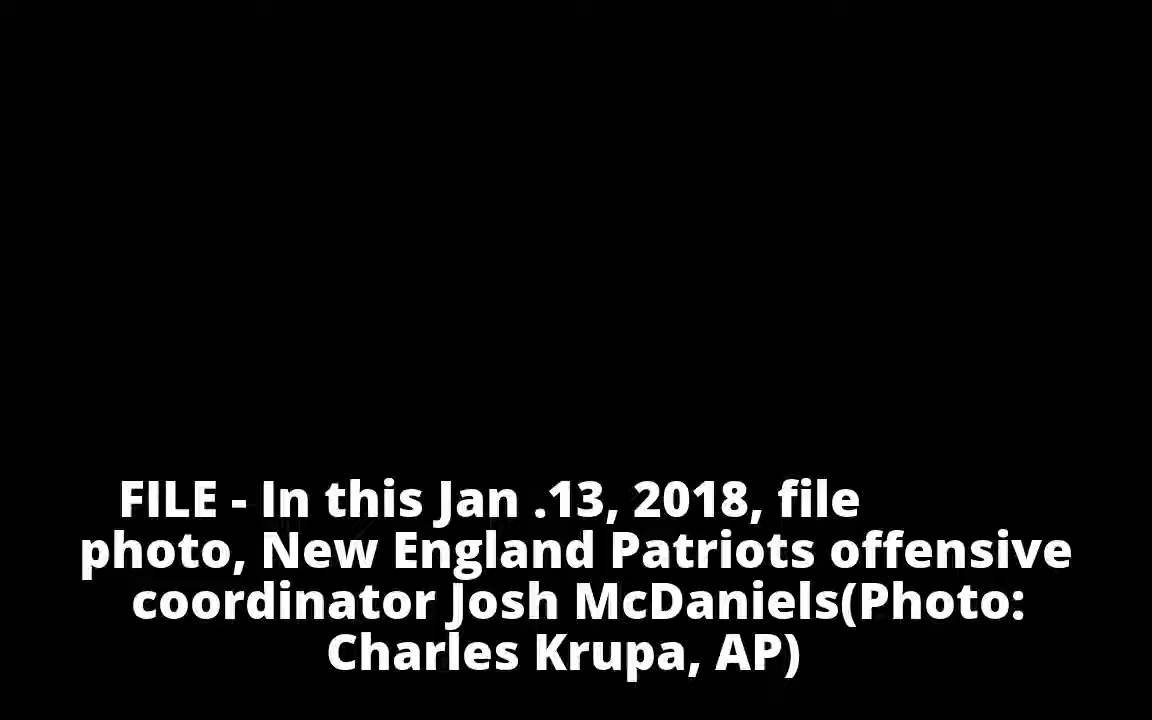 FILE - In this Jan .13, 2018, file
photo, New England Patriots offensive
coordinator Josh McDaniels(Photo:
Charles Krupa, AP)